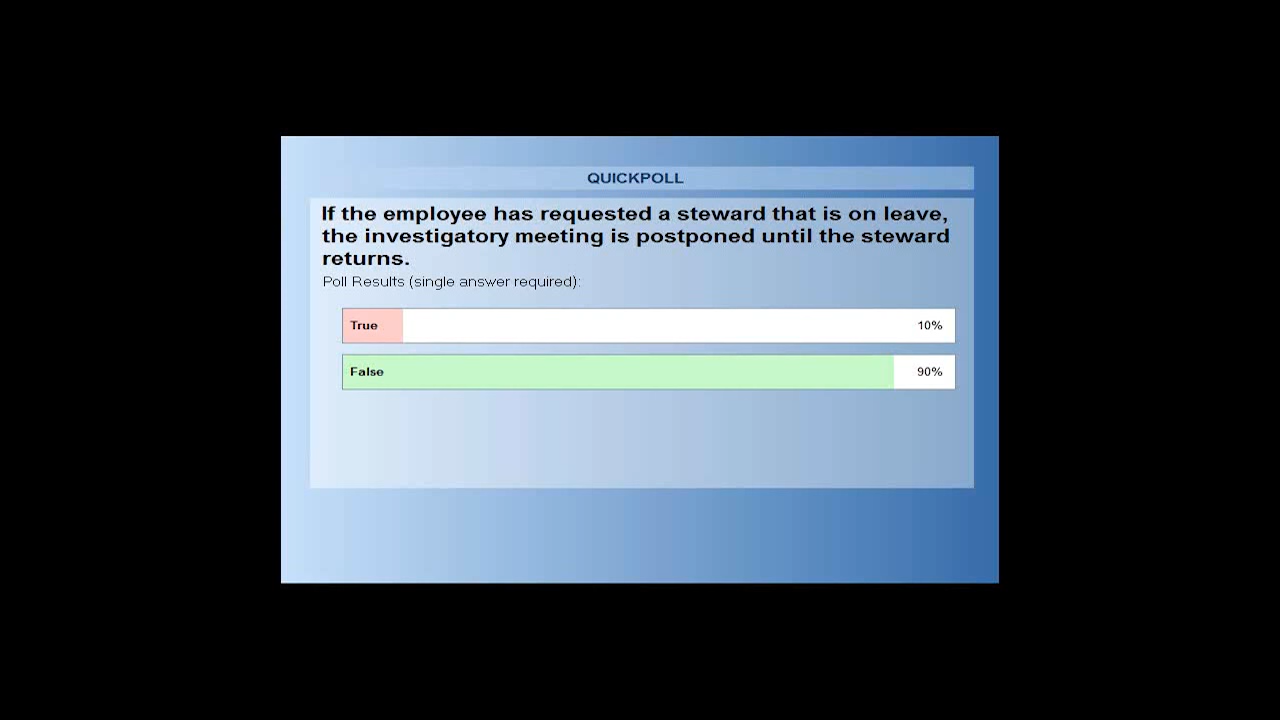 QUICKPOLL
If the employee has requested a steward that is on leave,
the investigatory meeting is postponed until the steward
returns.
Poll Results (single answer required):
True 10%
False 90%